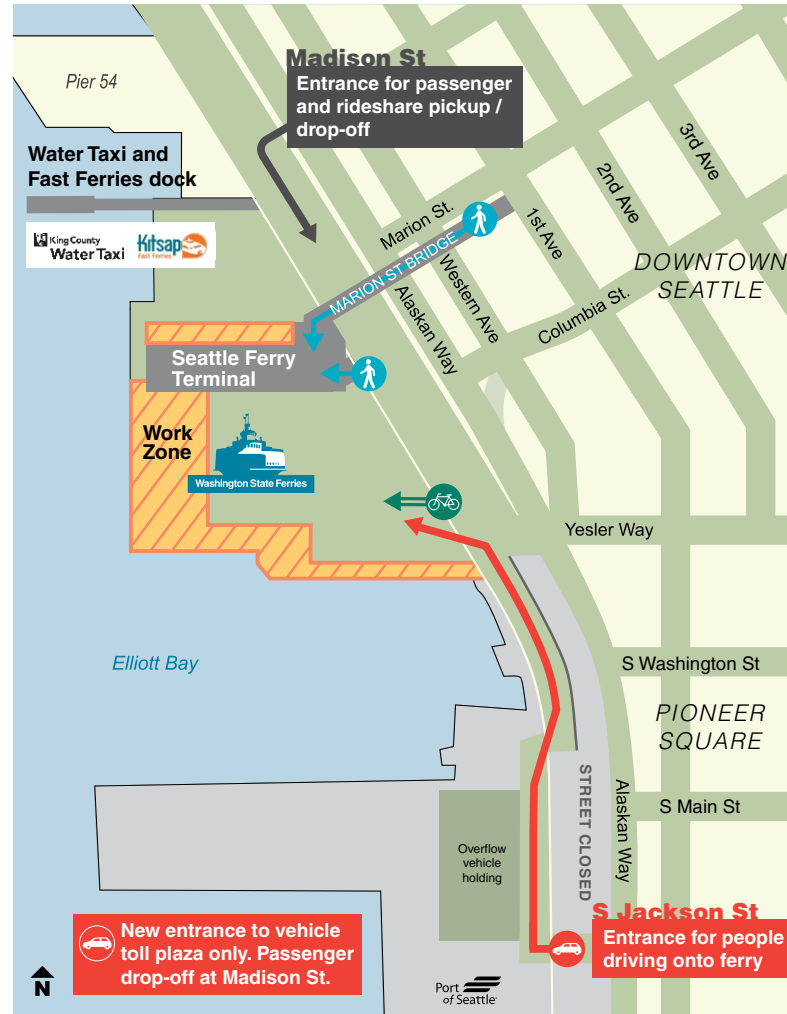 Madison St
Entrance for passenger
and rideshare pickup /
drop-off
Pier 54
Water Taxi and
Fast Ferries dock
King County
Water Taxi
Kitsap
Fast Ferries
3rd Ave
2nd Ave
1st Ave
Marion St.
MARION ST BRIDGE
Western Ave
Alaskan Way
Columbia St.
DOWNTOWN
SEATTLE
Seattle Ferry
Terminal
Work
Zone
Washington State Ferries
Yesler Way
Elliott Bay
S Washington St
PIONEER
SQUARE
STREET CLOSED
Alaskan Way
S Main St
Overflow
vehicle
holding
S Jackson St
Entrance for people
driving onto ferry
New entrance to vehicle
toll plaza only. Passenger
drop-off at Madison St.
N
Port
of Seattle